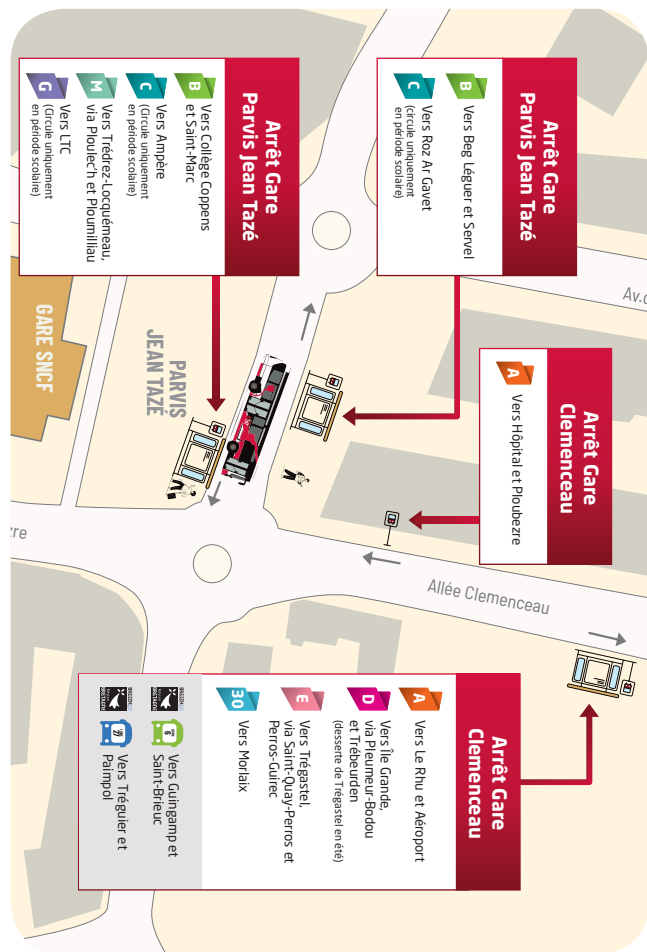 Arrêt Gare
Parvis Jean Tazé
B
Vers Collège Coppens
et Saint-Marc
C
Vers Ampère
(Circule uniquement
en période scolaire)
M
Vers Trédrez-Locquémeau,
via Ploulec'h et Ploumilliau
G
Vers LTC
(Circule uniquement
en période scolaire)
Arrêt Gare
Parvis Jean Tazé
B
Vers Beg Léguer et Servel
C
Vers Roz Ar Gavet
(circule uniquement
en période scolaire)
Arrêt Gare
Clemenceau
A
Vers Hôpital et Ploubezre
Arrêt Gare
Clemenceau
A
Vers Le Rhu et Aéroport
D
Vers Île Grande,
via Pleumeur-Bodou
et Trébeurden
(desserte de Trégastel en été)
E
Vers Trégastel,
via Saint-Quay-Perros et
Perros-Guirec
30
Vers Morlaix
6
Vers Guingamp et
Saint-Brieuc
27
Vers Tréguier et
Paimpol
GARE SNCF
PARVIS
JEAN TAZÉ
Allée Clemenceau
Av.